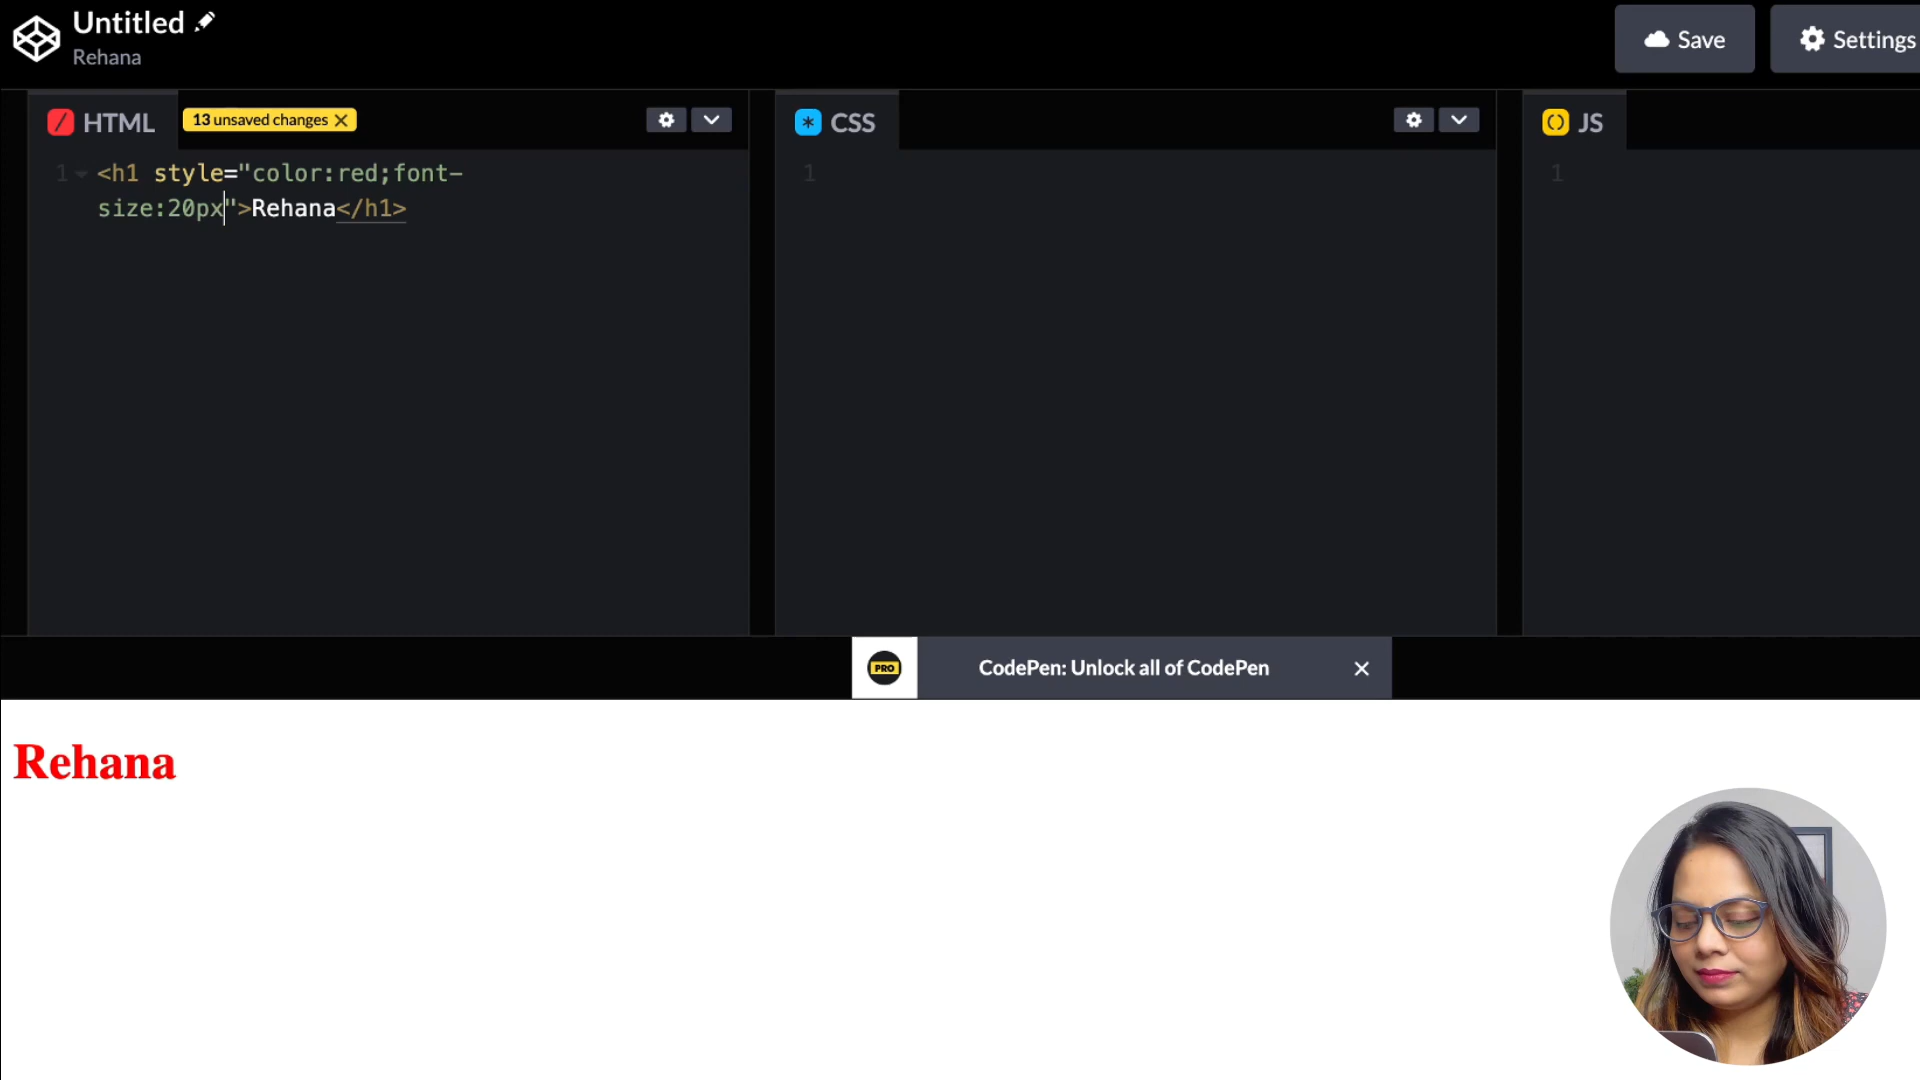 Untitled
Rehana
Save
Settings
HTML
13 unsaved changes
CSS
JS
1
<h1 style="color:red;font-
size:20px">Rehana</h1>
1
1
PRO
CodePen: Unlock all of CodePen
Rehana